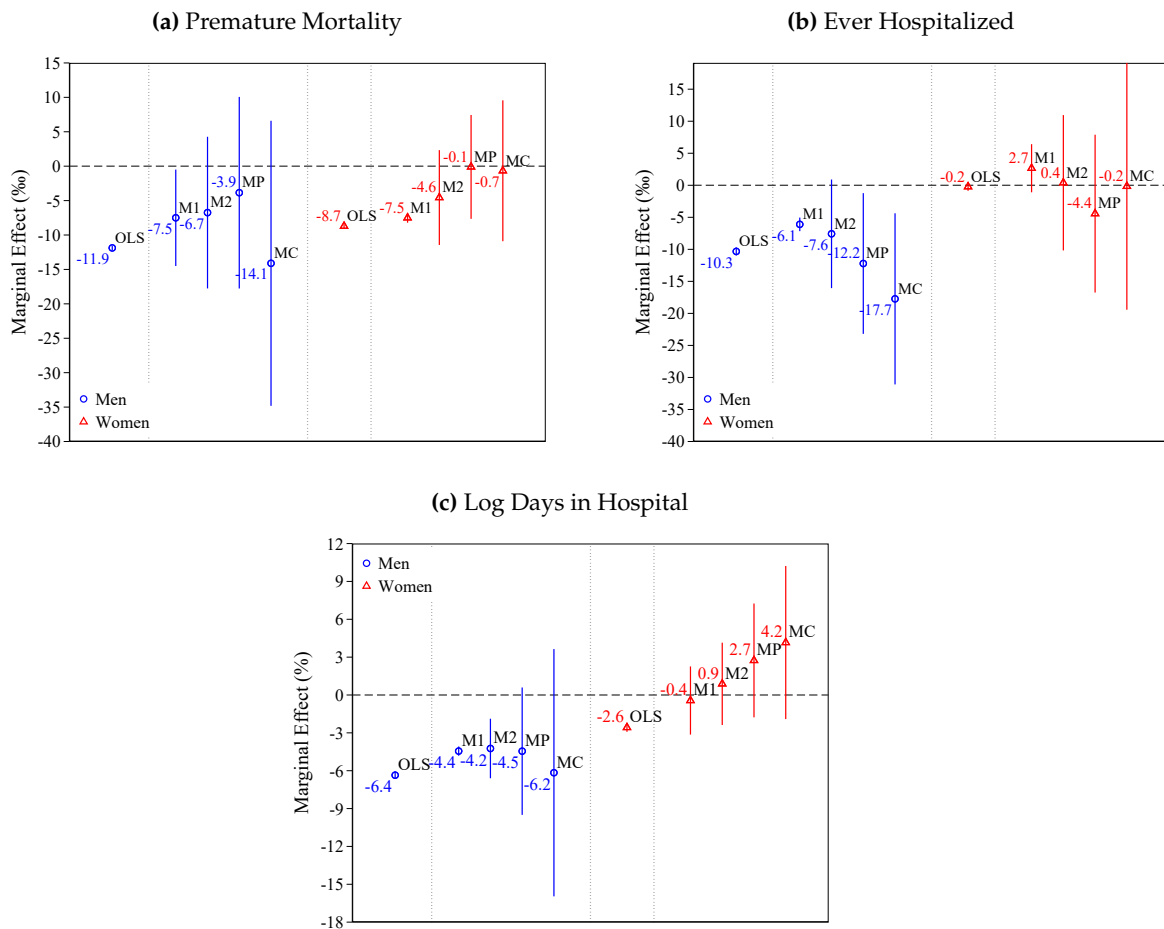 (a) Premature Mortality
Marginal Effect (‰)
15
10
5
0
-5
-10
-15
-20
-25
-30
-35
-40
OLS
-11.9
M1
-7.5
M2
-6.7
MP
-3.9
MC
-14.1
OLS
-8.7
M1
-7.5
M2
-4.6
MP
-0.1
MC
-0.7
Men
Women
(b) Ever Hospitalized
Marginal Effect (‰)
15
10
5
0
-5
-10
-15
-20
-25
-30
-35
-40
OLS
-10.3
M1
-6.1
M2
-7.6
MP
-12.2
MC
-17.7
OLS
-0.2
M1
2.7
M2
0.4
MP
-4.4
MC
-0.2
Men
Women
(c) Log Days in Hospital
Marginal Effect (%)
12
9
6
3
0
-3
-6
-9
-12
-15
-18
Men
Women
OLS
-6.4
M1
-4.4
M2
-4.2
MP
-4.5
MC
-6.2
OLS
-2.6
M1
-0.4
M2
0.9
MP
2.7
MC
4.2